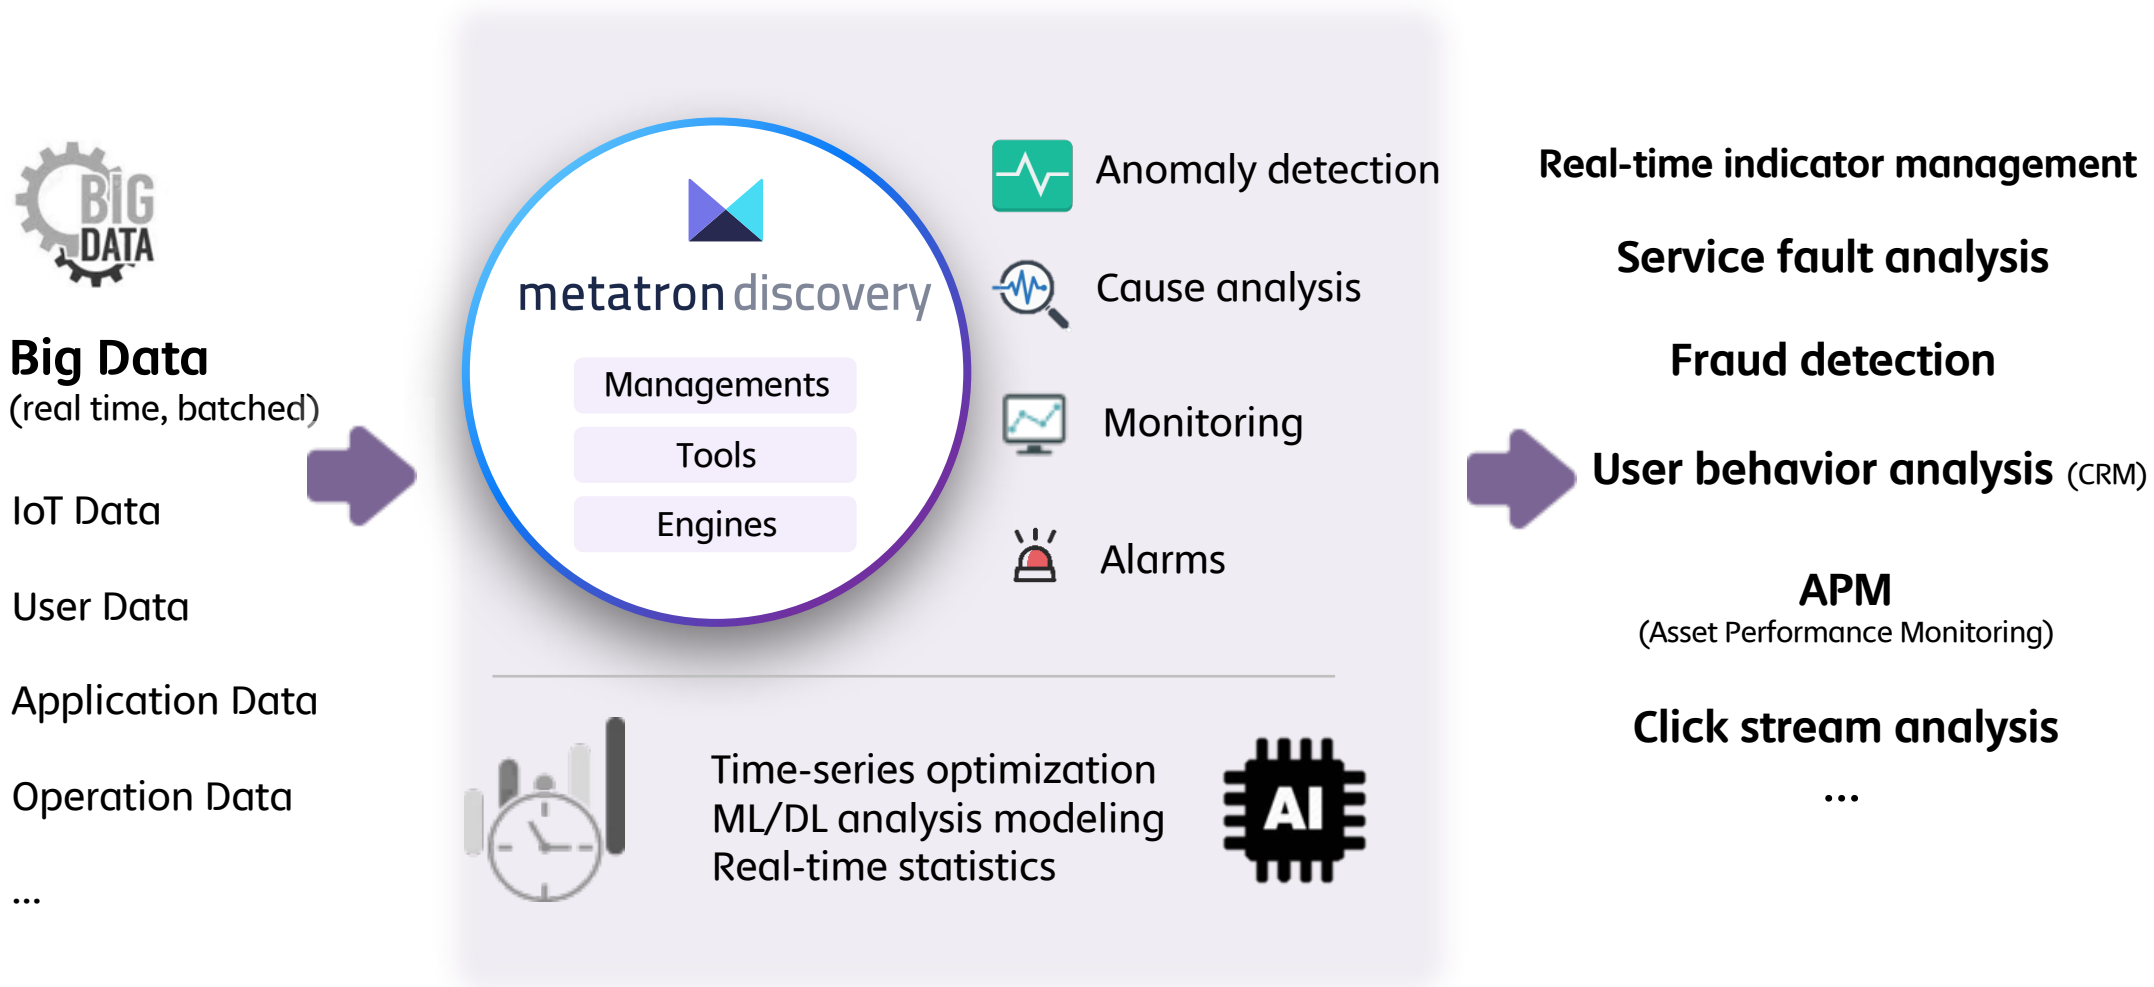 BIG
DATA
Big Data
(real time, batched)
IoT Data
User Data
Application Data
Operation Data
...
metatron discovery
Managements
Tools
Engines
Anomaly detection
Cause analysis
Monitoring
Alarms
Time-series optimization
ML/DL analysis modeling
Real-time statistics
AI
Real-time indicator management
Service fault analysis
Fraud detection
User behavior analysis (CRM)
APM
(Asset Performance Monitoring)
Click stream analysis
...